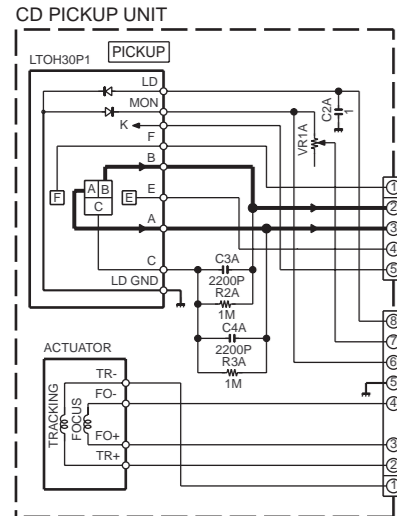 CD PICKUP UNIT
LTOH30P1
PICKUP
LD
MON
K
F
B
A B
C
F
E
E
A
C
LD GND
C2A
1
VR1A
C3A
2200P
R2A
1M
C4A
2200P
R3A
1M
1
2
3
4
5
8
7
6
5
4
3
2
1
ACTUATOR
TR-
FO-
TRACKING
FOCUS
FO+
TR+